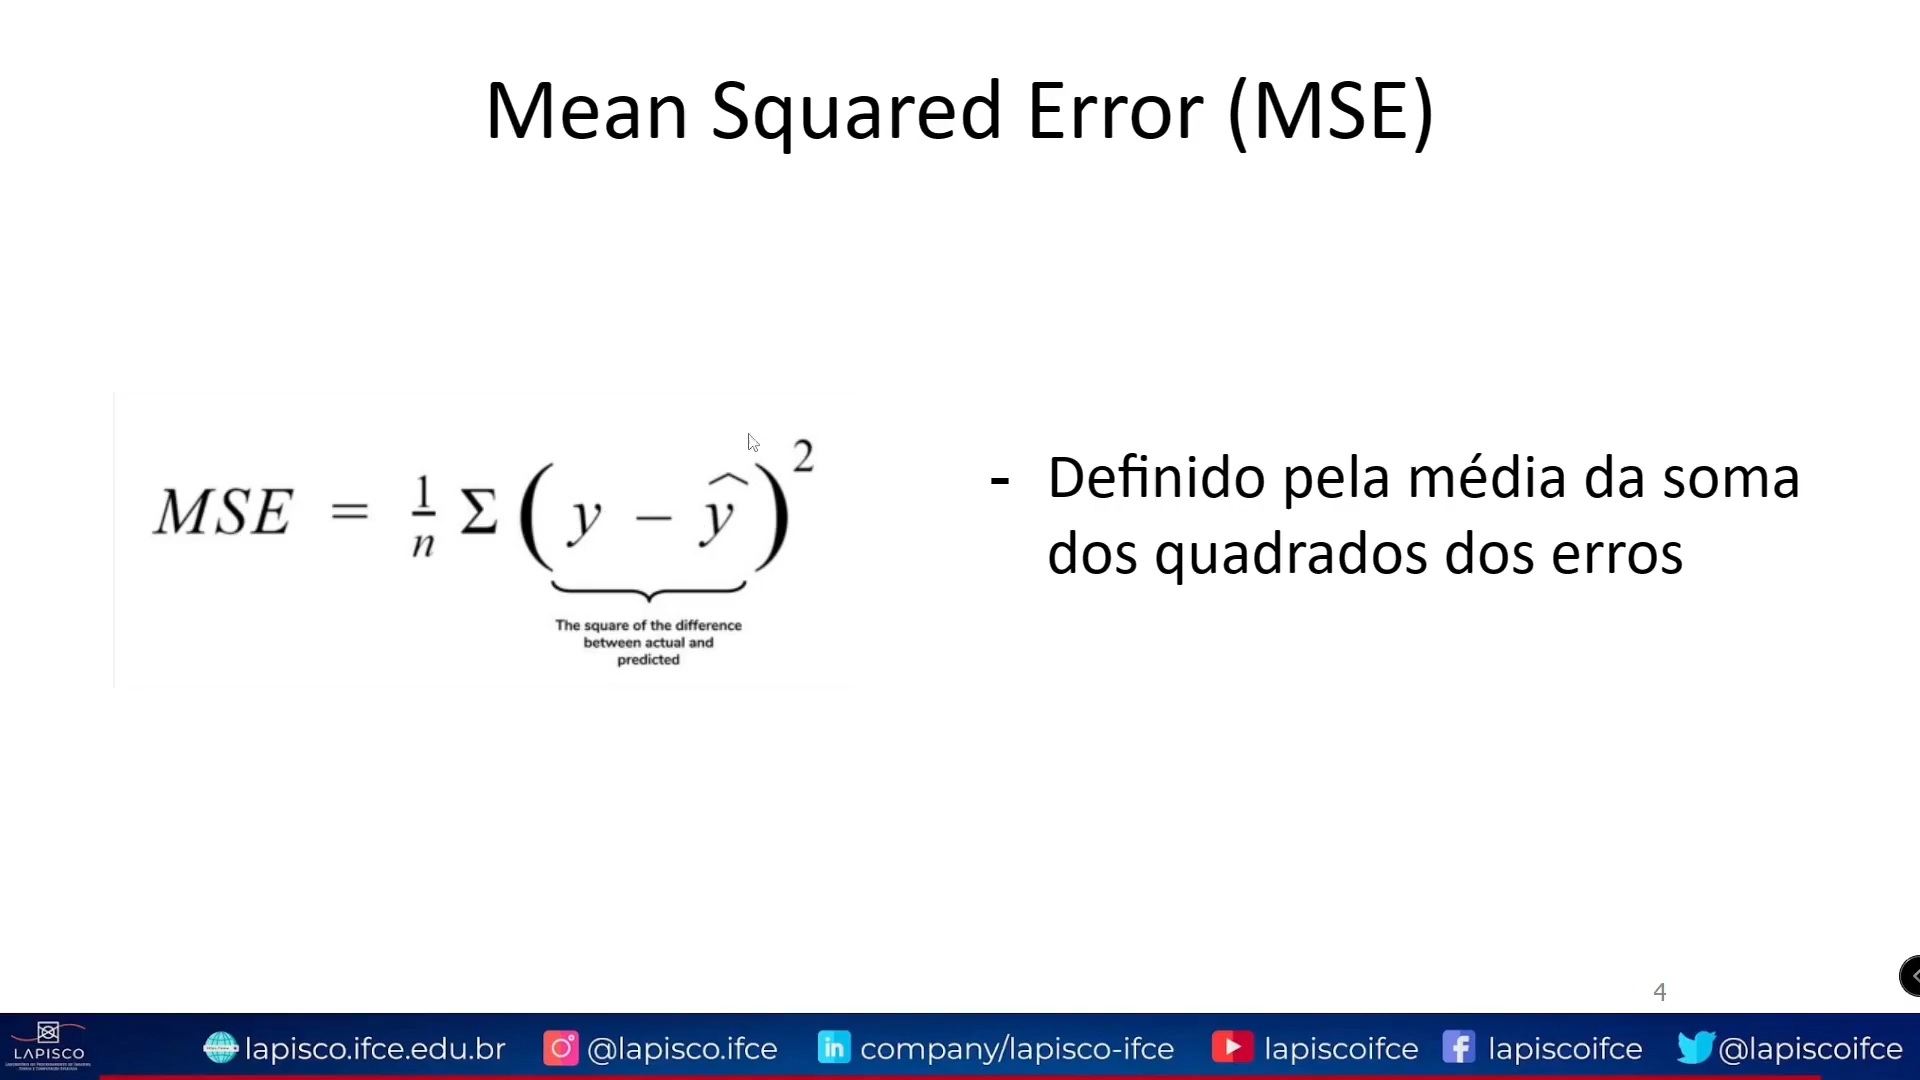 Mean Squared Error (MSE)
MSE = 1/n Σ (y − ŷ)²
The square of the difference
between actual and
predicted
- Definido pela média da soma
dos quadrados dos erros
4
LAPISCO
lapisco.ifce.edu.br
@lapisco.ifce
company/lapisco-ifce
lapiscoifce
lapiscoifce
@lapiscoifce